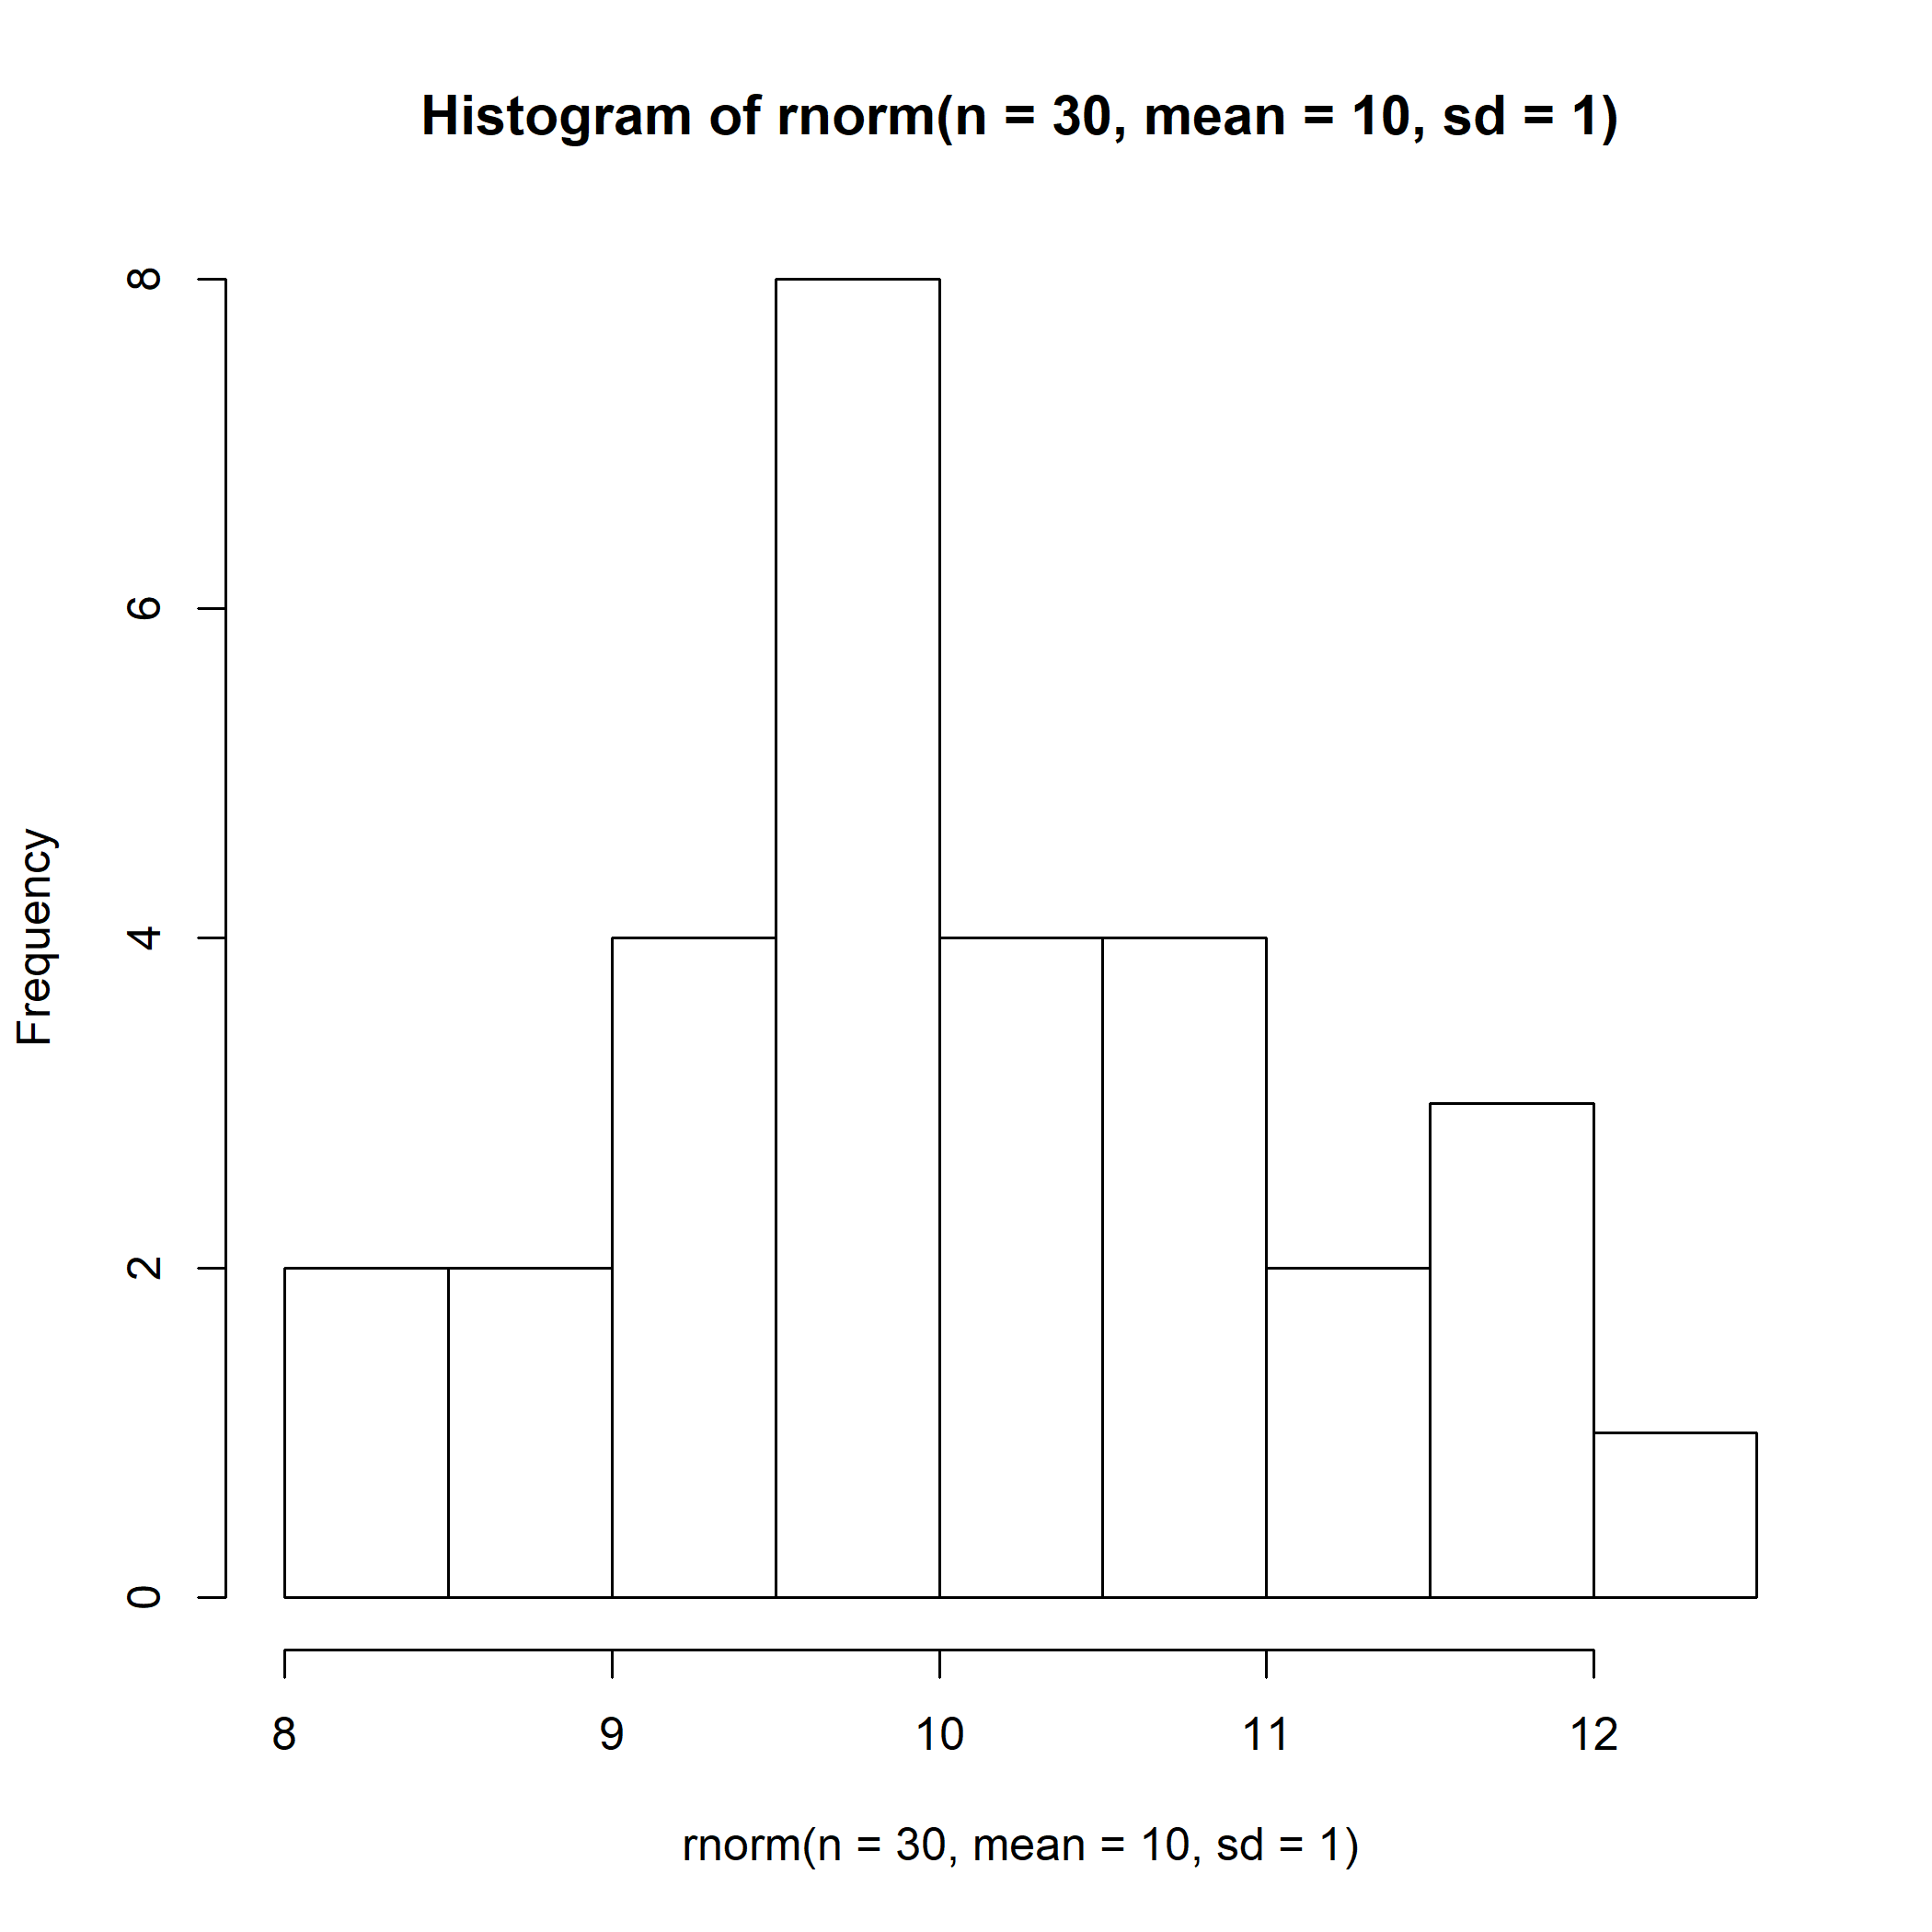 Histogram of rnorm(n = 30, mean = 10, sd = 1)
8
6
4
2
0
Frequency
8 9 10 11 12
rnorm(n = 30, mean = 10, sd = 1)